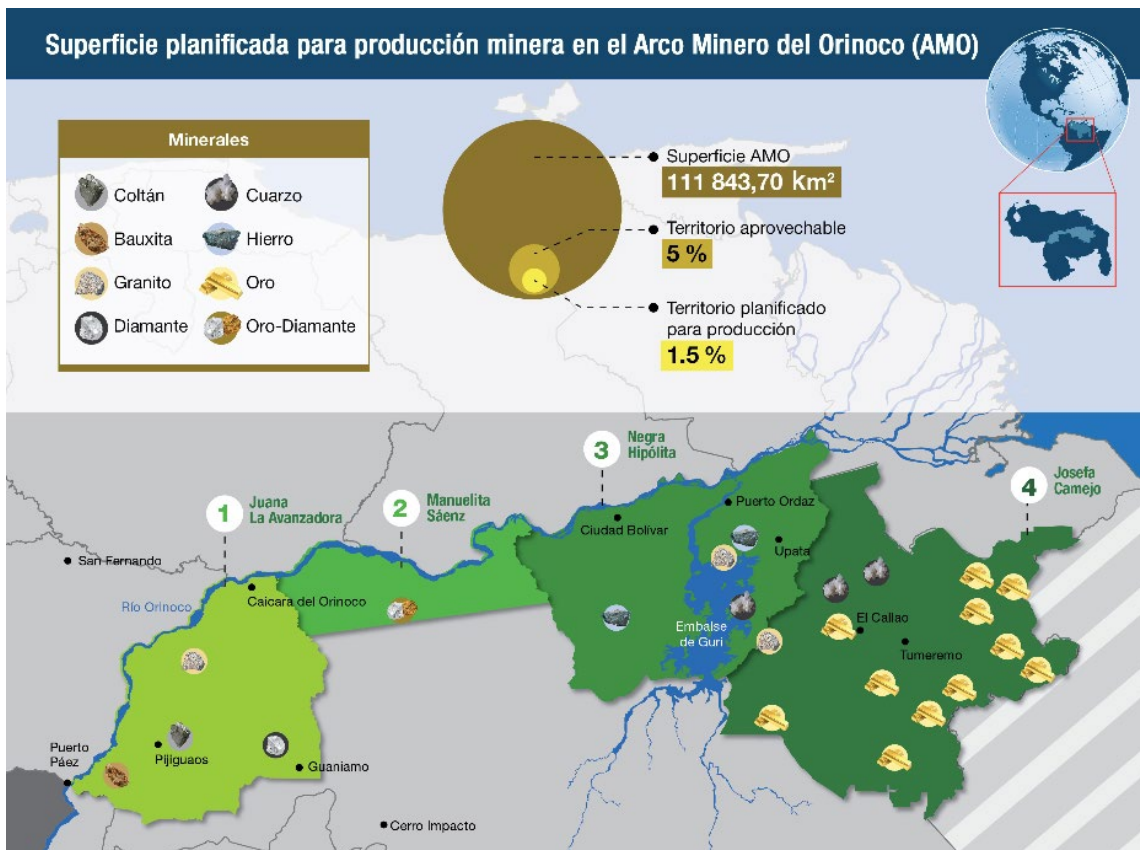 Superficie planificada para producción minera en el Arco Minero del Orinoco (AMO)
Minerales
Coltán
Cuarzo
Bauxita
Hierro
Granito
Oro
Diamante
Oro-Diamante
Superficie AMO
111 843,70 km²
Territorio aprovechable
5 %
Territorio planificado
para producción
1.5 %
1
Juana
La Avanzadora
2
Manuelita
Sáenz
3
Negra
Hipólita
4
Josefa
Camejo
San Fernando
Río Orinoco
Caicara del Orinoco
Ciudad Bolívar
Puerto Ordaz
Upata
Embalse
de Guri
El Callao
Tumeremo
Puerto
Páez
Pijiguaos
Guaniamo
Cerro Impacto